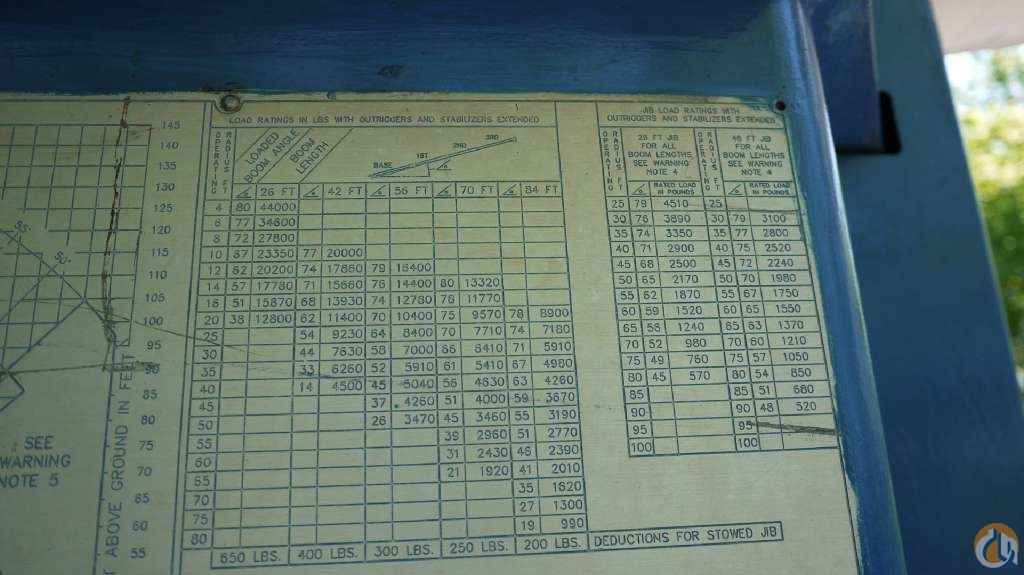 LOAD RATINGS IN LBS WITH OUTRIGGERS AND STABILIZERS EXTENDED
OPERATING
RADIUS FT
LOADED
BOOM ANGLE
BOOM
LENGTH
BASE 1ST 2ND 3RD
26 FT 42 FT 56 FT 70 FT 84 FT
4 80 44000
6 77 34600
8 72 27800
10 67 23350 77 20000
12 62 20200 74 17860 79 16400
14 57 17780 71 15660 76 14400 80 13320
16 51 15870 68 13930 74 12780 78 11770
20 38 12800 62 11400 70 10400 75 9570 78 8900
25 54 9230 64 8400 70 7710 74 7180
30 44 7630 58 7000 66 6410 71 5910
35 33 6260 52 5910 61 5410 67 4980
40 14 4500 45 5040 56 4630 63 4260
45 37 4260 51 4000 59 3670
50 26 3470 45 3460 55 3190
55 39 2960 51 2770
60 31 2430 46 2390
65 21 1920 41 2010
70 35 1620
75 27 1300
80 19 990
650 LBS. 400 LBS. 300 LBS. 250 LBS. 200 LBS. DEDUCTIONS FOR STOWED JIB
JIB LOAD RATINGS WITH
OUTRIGGERS AND STABILIZERS EXTENDED
OPERATING
RADIUS FT
FT JIB
FOR ALL
BOOM LENGTHS
SEE WARNING
NOTE 4
RATED LOAD
IN POUNDS
OPERATING
RADIUS FT
FT JIB
FOR ALL
BOOM LENGTHS
SEE WARNING
NOTE 4
RATED LOAD
IN POUNDS
25 79 4510 25
30 76 3890 30 79 3100
35 74 3350 35 77 2800
40 71 2900 40 75 2520
45 68 2500 45 72 2240
50 65 2170 50 70 1980
55 62 1870 55 67 1750
60 59 1520 60 65 1550
65 56 1240 65 63 1370
70 52 980 70 60 1210
75 49 760 75 57 1050
80 45 570 80 54 850
85 85 51 680
90 90 48 520
95 95
100 100
145
140
135
130
125
120
115
110
105
100
95
90
85
80
75
70
65
60
55
ABOVE GROUND IN FEET
SEE
WARNING
NOTE 5